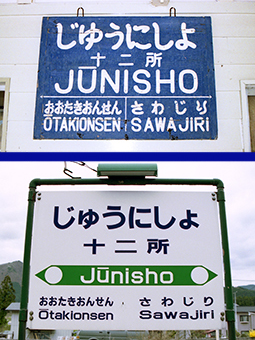 じゆうにしよ
十二所
JŪNISHO
おおたきおんせん さわじり
ŌTAKIONSEN SAWAJIRI
じゅうにしょ
十二所
Jūnisho
おおたきおんせん さわじり
Ōtakionsen Sawajiri